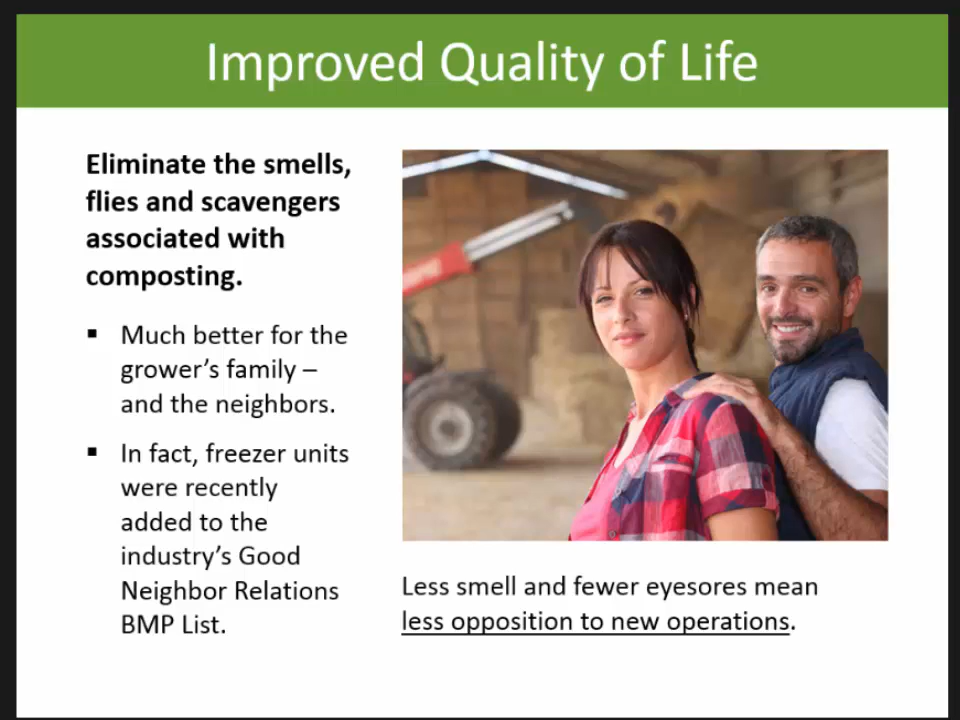 Improved Quality of Life
Eliminate the smells,
flies and scavengers
associated with
composting.
▪ Much better for the
grower's family –
and the neighbors.
▪ In fact, freezer units
were recently
added to the
industry's Good
Neighbor Relations
BMP List.
Less smell and fewer eyesores mean
less opposition to new operations.